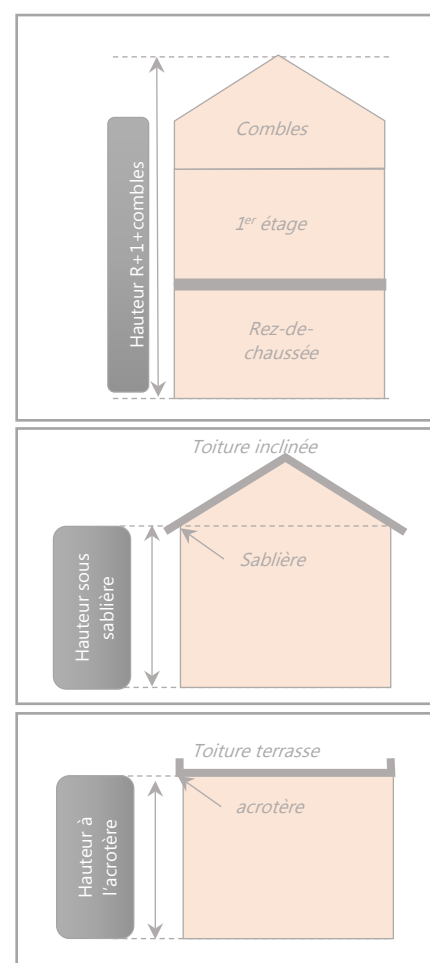 Hauteur R+1+combles
Combles
1er étage
Rez-de-
chaussée
Toiture inclinée
Hauteur sous
sablière
Sablière
Toiture terrasse
Hauteur à
l'acrotère
acrotère